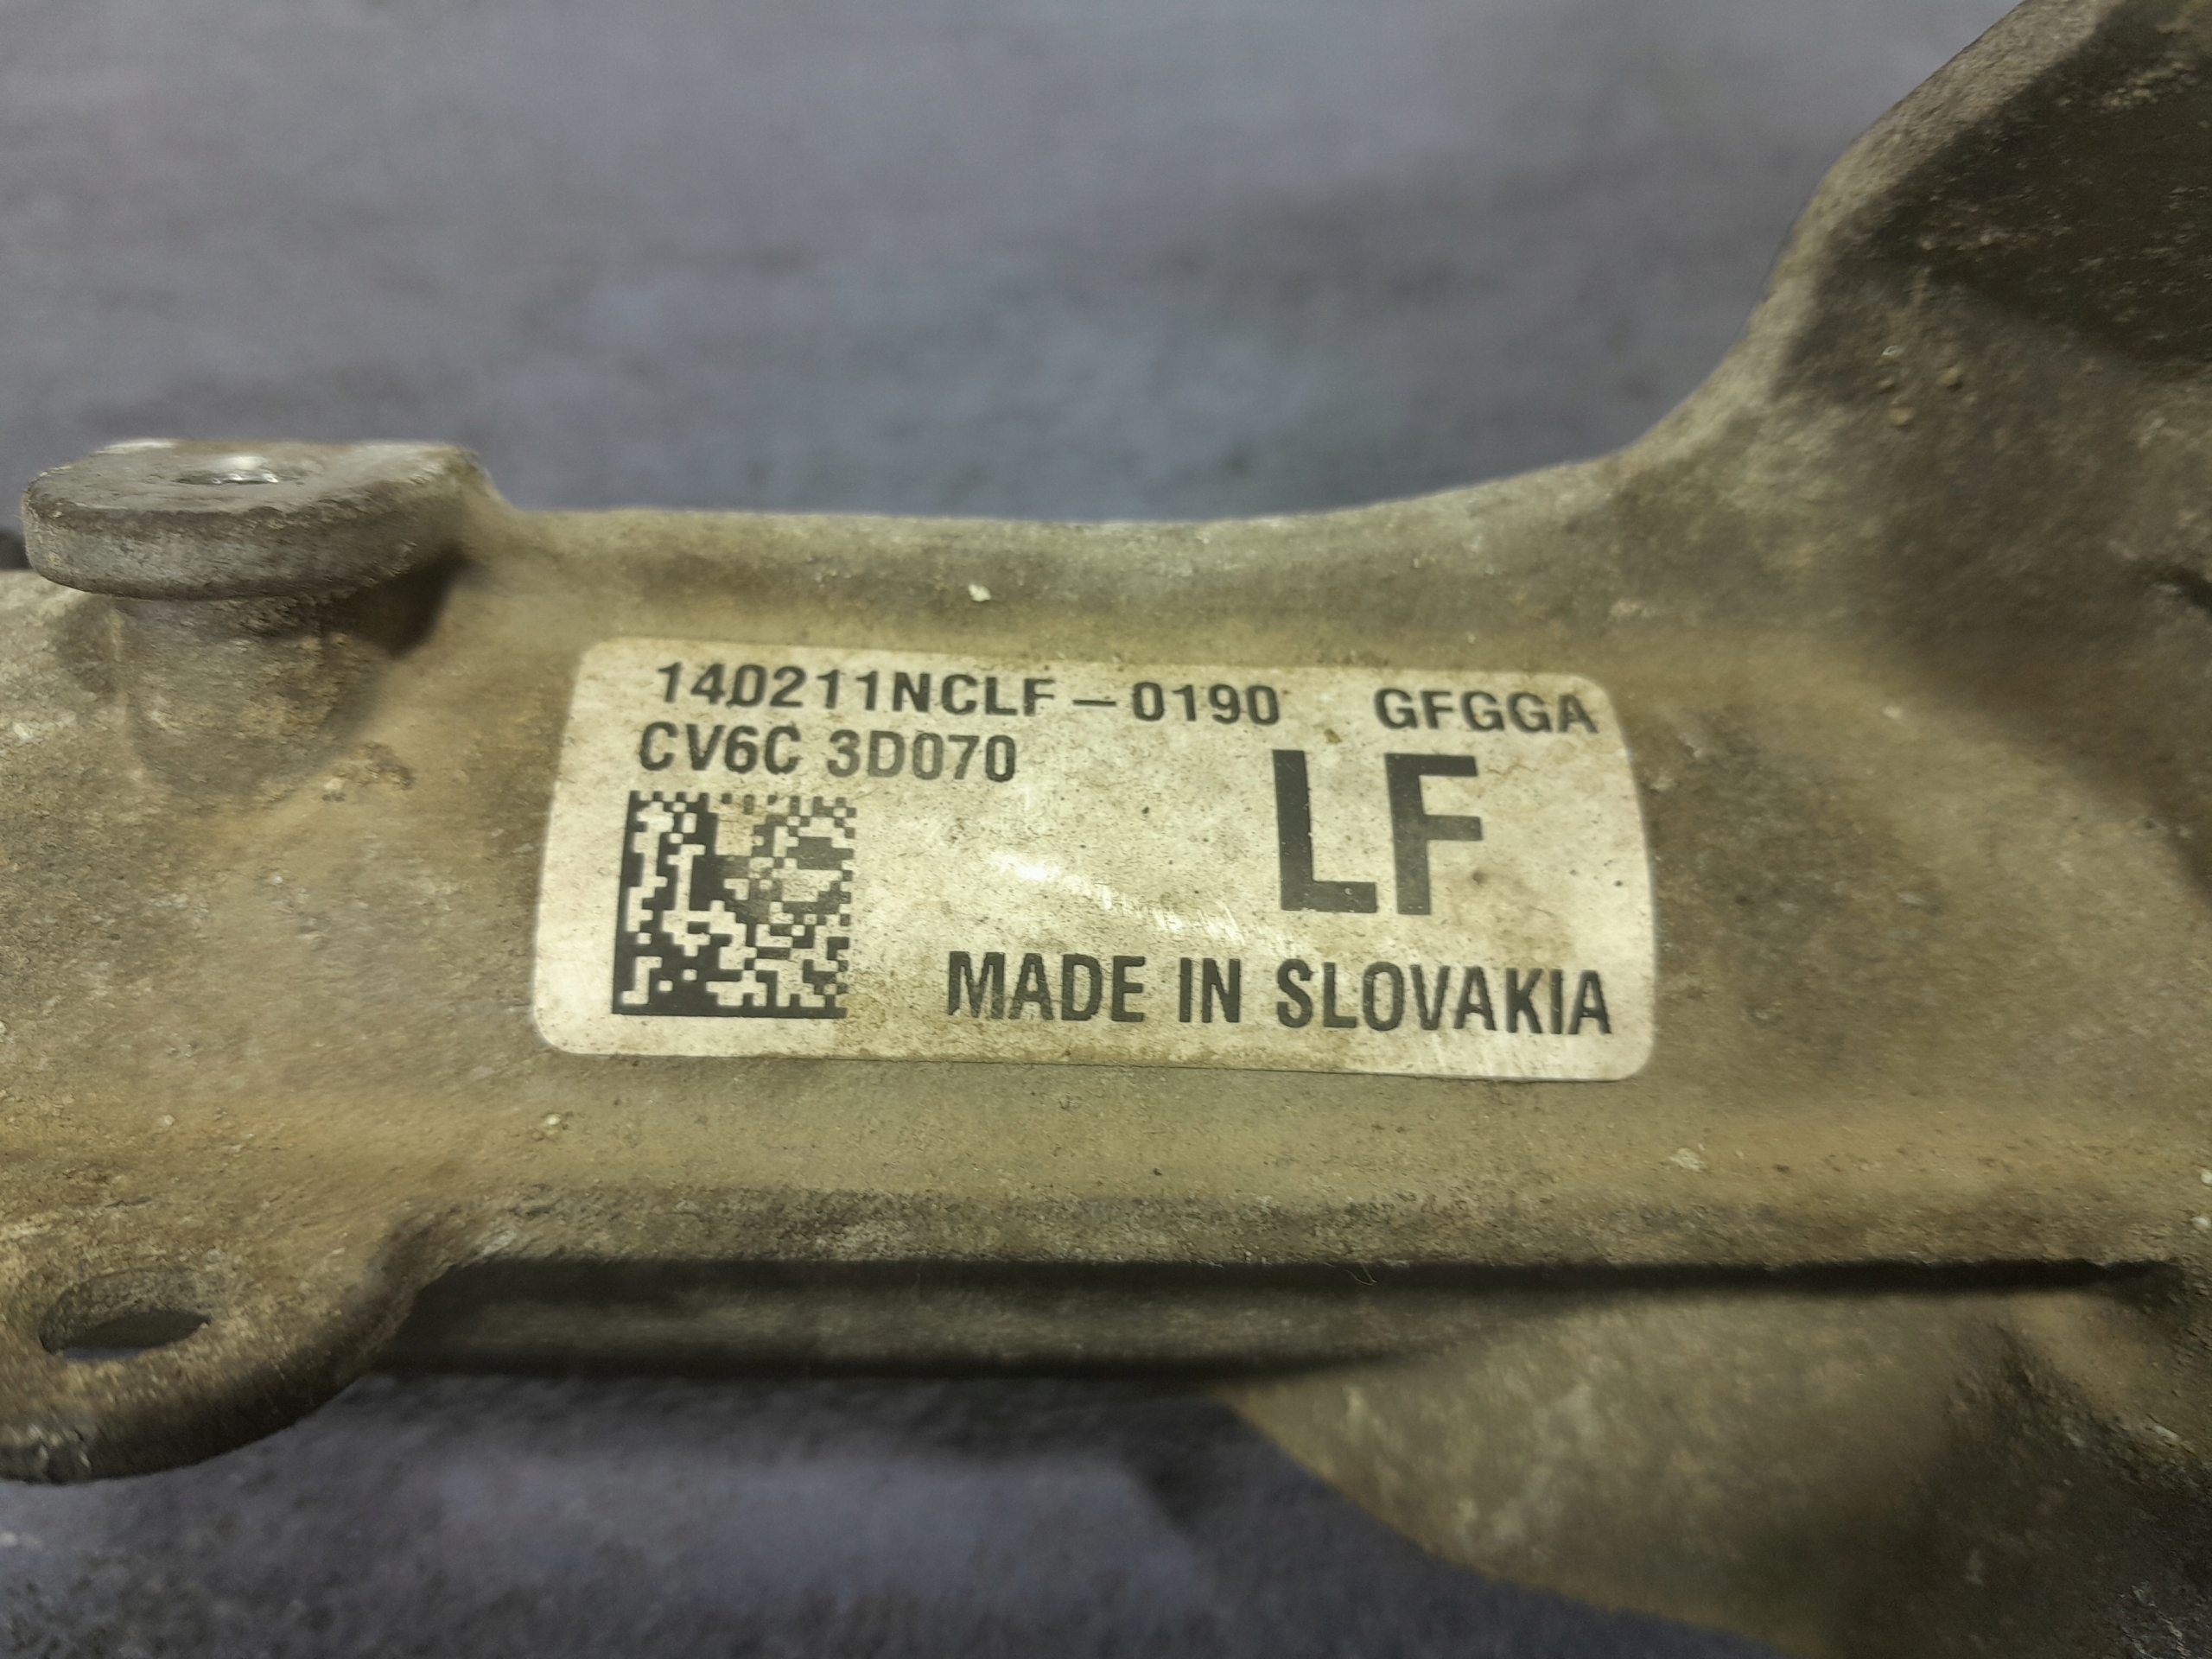 140211NCLF-0190 GFGGA
CV6C 3D070
LF
MADE IN SLOVAKIA